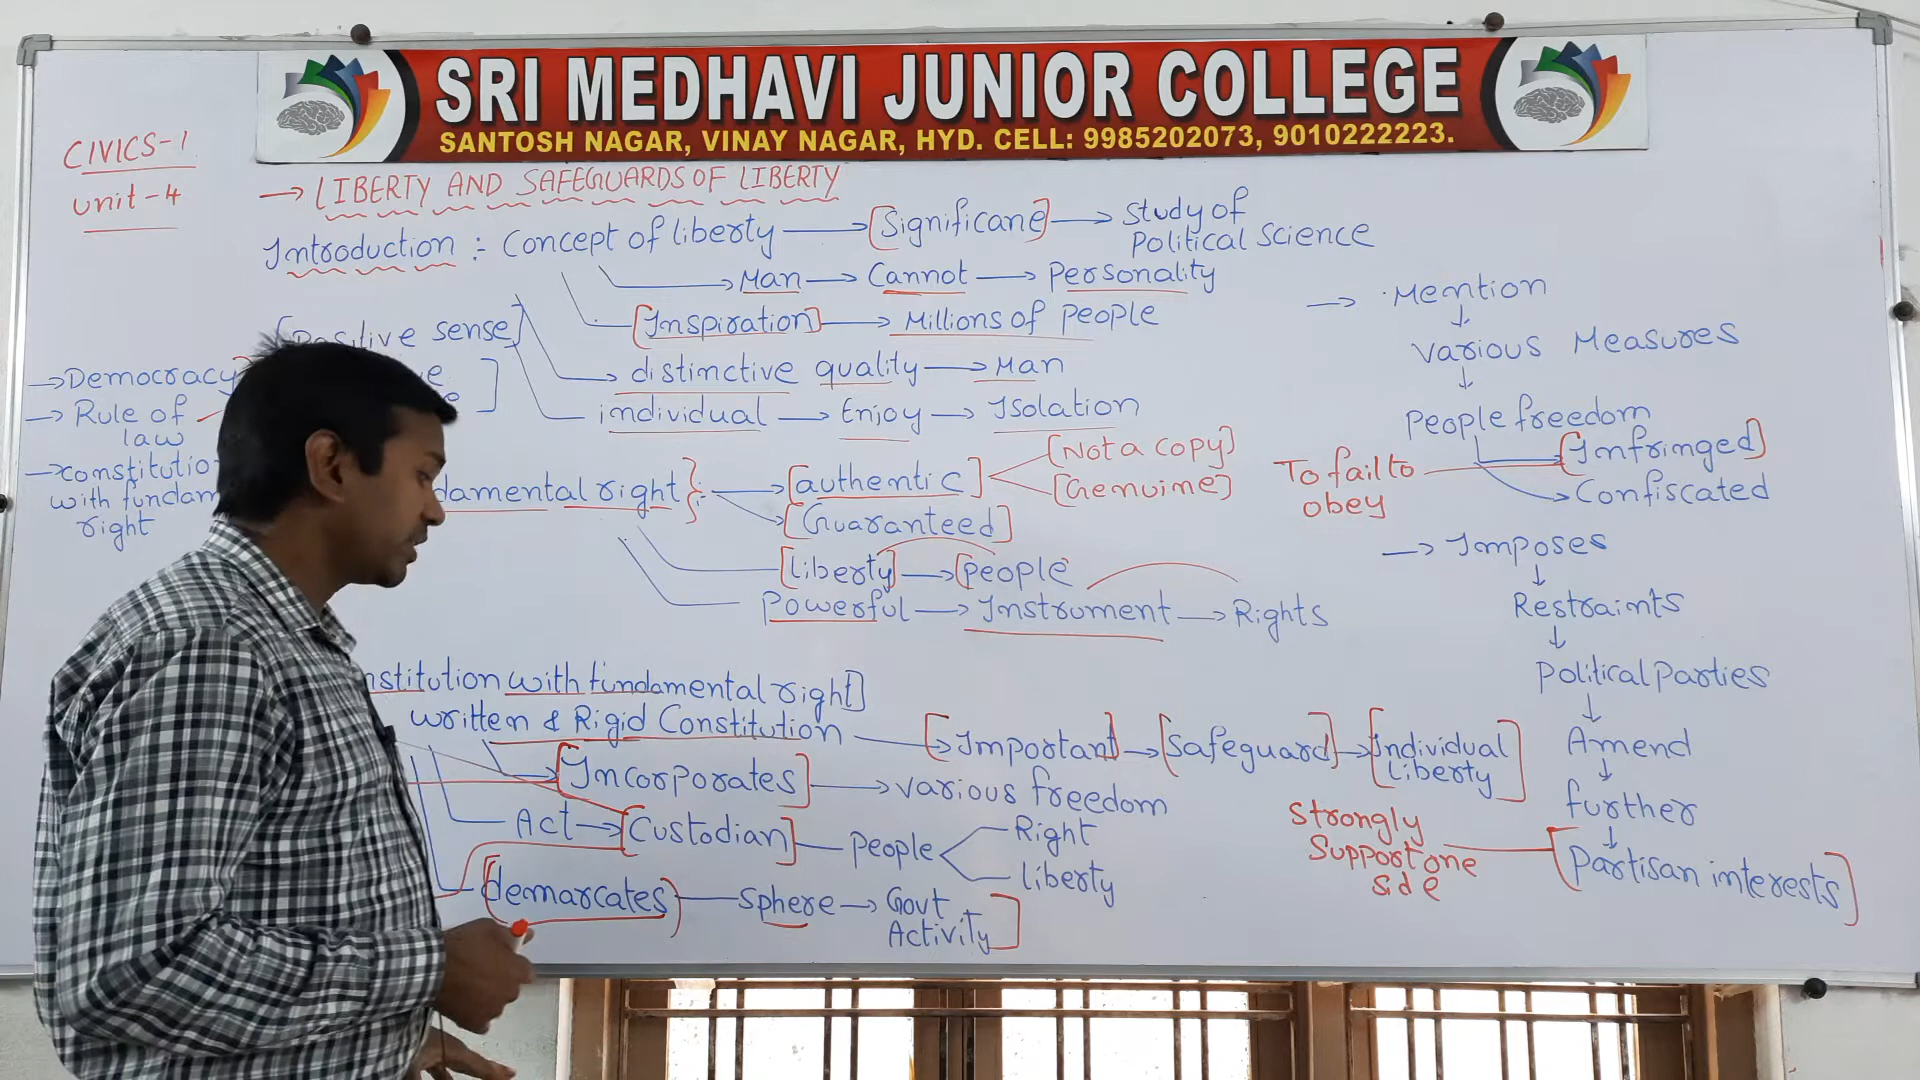 SRI MEDHAVI JUNIOR COLLEGE
SANTOSH NAGAR, VINAY NAGAR, HYD. CELL: 9985202073, 9010222223.
CIVICS-1
Unit-4
→ LIBERTY AND SAFEGUARDS OF LIBERTY
Introduction :- Concept of liberty → [Significane] → Study of
Political Science
→ Man → Cannot → Personality
[Inspiration] → Millions of people
[Positive sense]
→ distinctive quality → Man
individual → Enjoy → Isolation
→ Democracy
→ Rule of
law
→ constitutio
with fundam
right
damental right} :- → [authentic]
[Not a copy]
[Genuine]
→ [Guaranteed]
[liberty] → [people]
Powerful → Instrument → Rights
nstitution with fundamental right]
written & Rigid Constitution → [Important] → [Safeguard] → [Individual
liberty]
→ [Incorporates] → various freedom
Act → [Custodian] — people
Right
liberty
[demarcates] — Sphere → Govt
Activity]
→ Mention
↓
various Measures
↓
People freedom
→ [Infringed]
To fail to
obey
→ Confiscated
→ Imposes
↓
Restraints
↓
Political Parties
↓
Amend
↓
further
↓
[Partisan interests]
Strongly
Support one
side